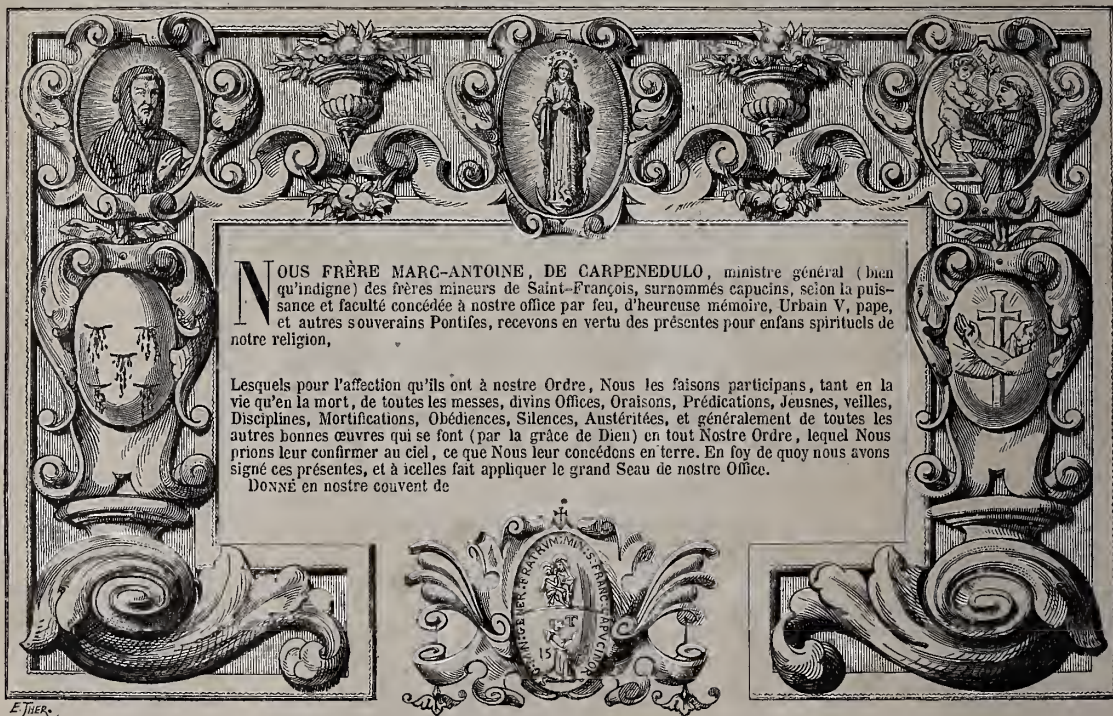 NOUS FRÈRE MARC-ANTOINE, DE CARPENEDULO, ministre général (bien
qu'indigne) des frères mineurs de Saint-François, surnommés capucins, selon la puis-
sance et faculté concédée à nostre office par feu, d'heureuse mémoire, Urbain V, pape,
et autres souverains Pontifes, recevons en vertu des présentes pour enfans spirituels de
notre religion,
Lesquels pour l'affection qu'ils ont à nostre Ordre, Nous les faisons participans, tant en la
vie qu'en la mort, de toutes les messes, divins Offices, Oraisons, Prédications, Jeusnes, veilles,
Disciplines, Mortifications, Obédiences, Silences, Austéritées, et généralement de toutes les
autres bonnes œuvres qui se font (par la grâce de Dieu) en tout Nostre Ordre, lequel Nous
prions leur confirmer au ciel, ce que Nous leur concédons en terre. En foy de quoy nous avons
signé ces présentes, et à icelles fait appliquer le grand Seau de nostre Office.
DONNÉ en nostre couvent de
GENER. FRATRVM. MIN. S. FRANC. CAPVCINO
15
E. THER.